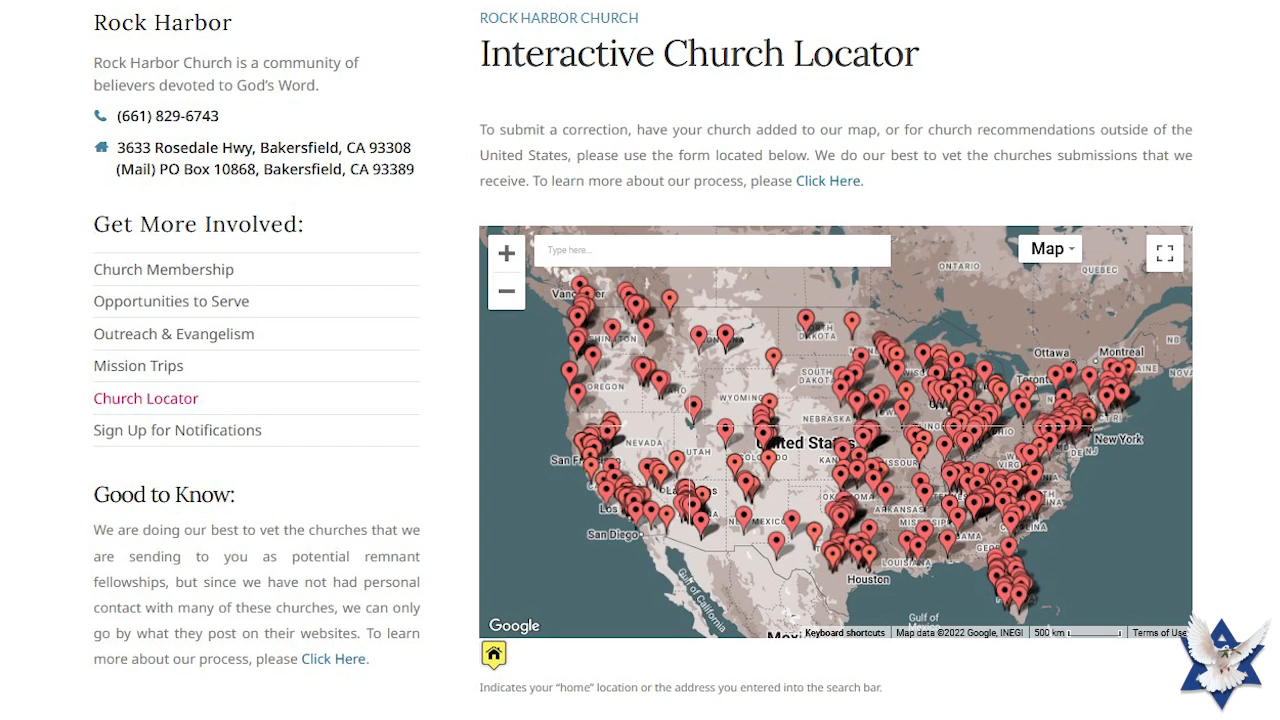 Rock Harbor
Rock Harbor Church is a community of
believers devoted to God's Word.
(661) 829-6743
3633 Rosedale Hwy, Bakersfield, CA 93308
(Mail) PO Box 10868, Bakersfield, CA 93389
Get More Involved:
Church Membership
Opportunities to Serve
Outreach & Evangelism
Mission Trips
Church Locator
Sign Up for Notifications
Good to Know:
We are doing our best to vet the churches that we
are sending to you as potential remnant
fellowships, but since we have not had personal
contact with many of these churches, we can only
go by what they post on their websites. To learn
more about our process, please Click Here.
ROCK HARBOR CHURCH
Interactive Church Locator
To submit a correction, have your church added to our map, or for church recommendations outside of the
United States, please use the form located below. We do our best to vet the churches submissions that we
receive. To learn more about our process, please Click Here.
+
Type here...
Map
−
ONTARIO
QUEBEC
NB
NORTH
DAKOTA
Ottawa
Montreal
OREGON
SOUTH
DAKOTA
WYOMING
NEBRASKA
NEVADA
UTAH
United States
New York
San
Los
San Diego
ARKANSAS
LOUISIANA
Houston
Gulf of California
Gulf of
Google
Keyboard shortcuts
Map data ©2022 Google, INEGI
500 km
Terms of Use
Indicates your "home" location or the address you entered into the search bar.